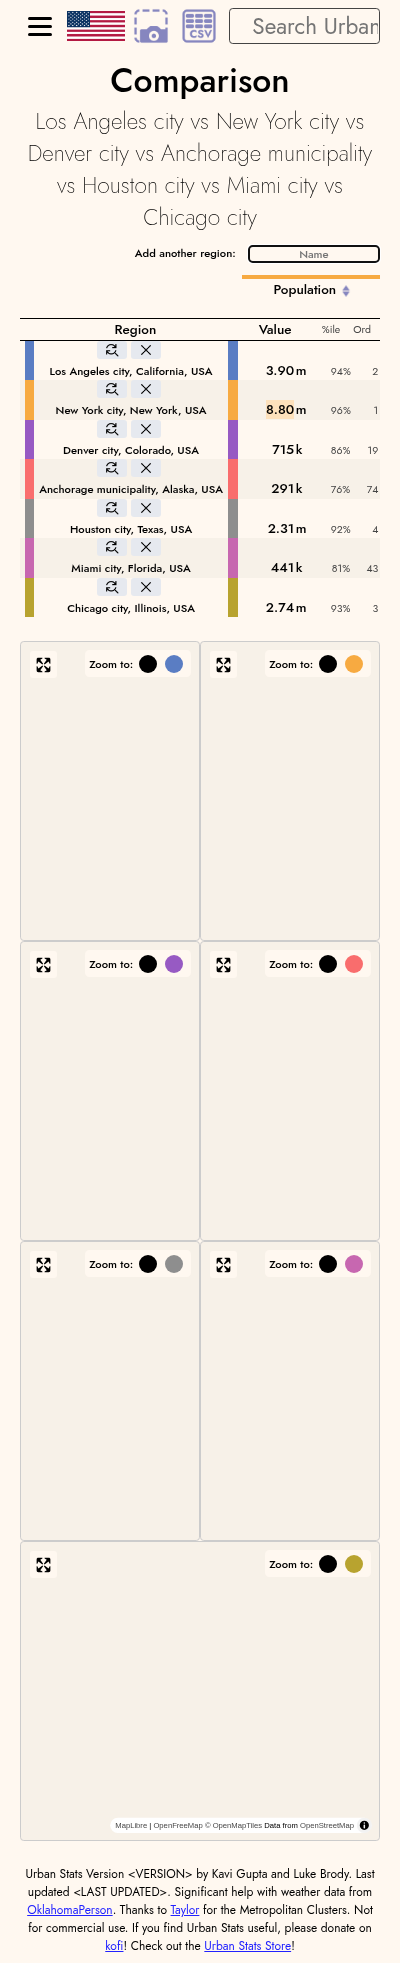 CSV
Search Urban
Comparison
Los Angeles city vs New York city vs
Denver city vs Anchorage municipality
vs Houston city vs Miami city vs
Chicago city
Add another region:
Name
Population
Region Value %ile Ord
Los Angeles city, California, USA 3.90m 94% 2
New York city, New York, USA 8.80m 96% 1
Denver city, Colorado, USA 715k 86% 19
Anchorage municipality, Alaska, USA 291k 76% 74
Houston city, Texas, USA 2.31m 92% 4
Miami city, Florida, USA 441k 81% 43
Chicago city, Illinois, USA 2.74m 93% 3
Zoom to:
Zoom to:
Zoom to:
Zoom to:
Zoom to:
Zoom to:
Zoom to:
MapLibre | OpenFreeMap © OpenMapTiles Data from OpenStreetMap
Urban Stats Version <VERSION> by Kavi Gupta and Luke Brody. Last
updated <LAST UPDATED>. Significant help with weather data from
OklahomaPerson. Thanks to Taylor for the Metropolitan Clusters. Not
for commercial use. If you find Urban Stats useful, please donate on
kofi! Check out the Urban Stats Store!